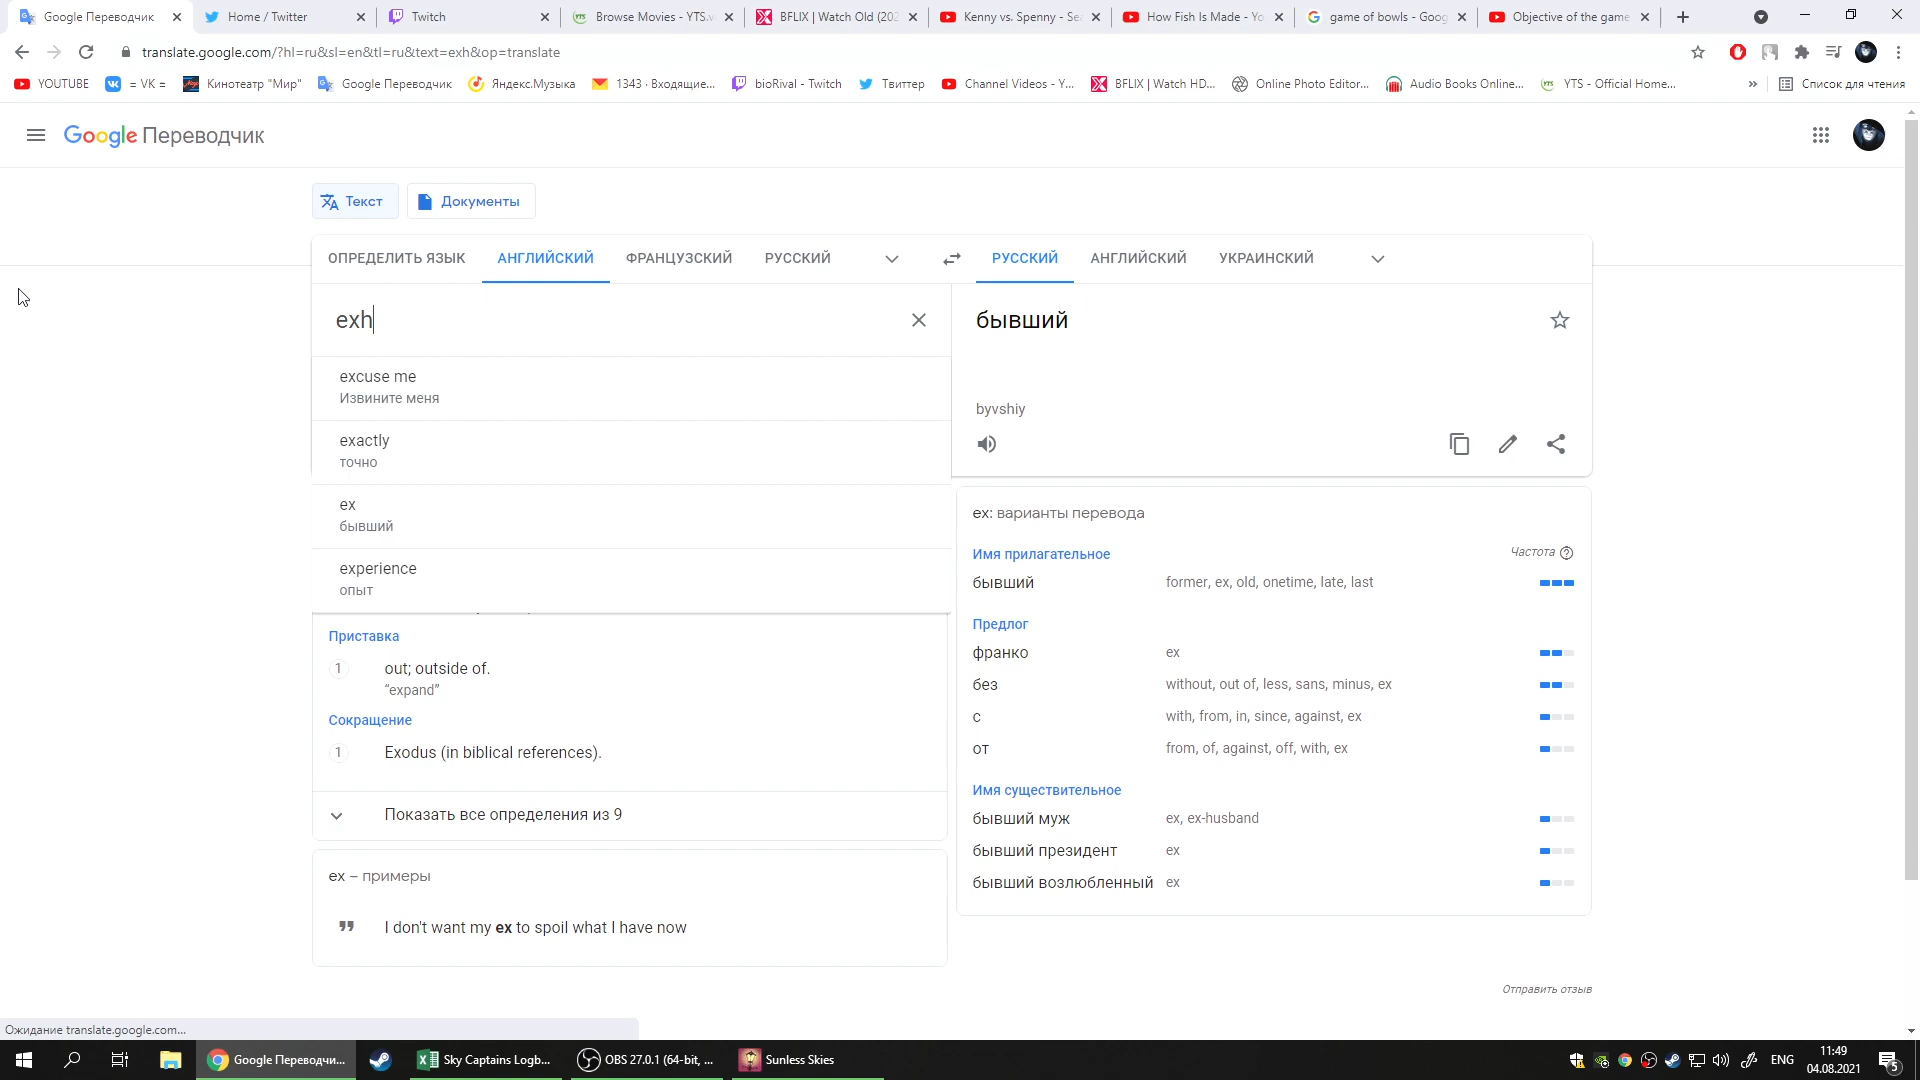 Google Переводчик
Home / Twitter
Twitch
Browse Movies - YTS.v
BFLIX | Watch Old (202
Kenny vs. Spenny - Se
How Fish Is Made - Yo
game of bowls - Goog
Objective of the game
translate.google.com/?hl=ru&sl=en&tl=ru&text=exh&op=translate
YOUTUBE
= VK =
Кинотеатр "Мир"
Google Переводчик
Яндекс.Музыка
1343 · Входящие...
bioRival - Twitch
Твиттер
Channel Videos - Y...
BFLIX | Watch HD...
Online Photo Editor...
Audio Books Online...
YTS - Official Home...
»
Список для чтения
Google Переводчик
Текст
Документы
ОПРЕДЕЛИТЬ ЯЗЫК
АНГЛИЙСКИЙ
ФРАНЦУЗСКИЙ
РУССКИЙ
РУССКИЙ
АНГЛИЙСКИЙ
УКРАИНСКИЙ
exh
бывший
byvshiy
excuse me
Извините меня
exactly
точно
ex
бывший
experience
опыт
Приставка
1 out; outside of.
“expand”
Сокращение
1 Exodus (in biblical references).
Показать все определения из 9
ex – примеры
I don't want my ex to spoil what I have now
ex: варианты перевода
Имя прилагательное
Частота
бывший former, ex, old, onetime, late, last
Предлог
франко ex
без without, out of, less, sans, minus, ex
с with, from, in, since, against, ex
от from, of, against, off, with, ex
Имя существительное
бывший муж ex, ex-husband
бывший президент ex
бывший возлюбленный ex
Отправить отзыв
Ожидание translate.google.com...
Google Переводчи...
Sky Captains Logb...
OBS 27.0.1 (64-bit, ...
Sunless Skies
ENG
11:49
04.08.2021
5